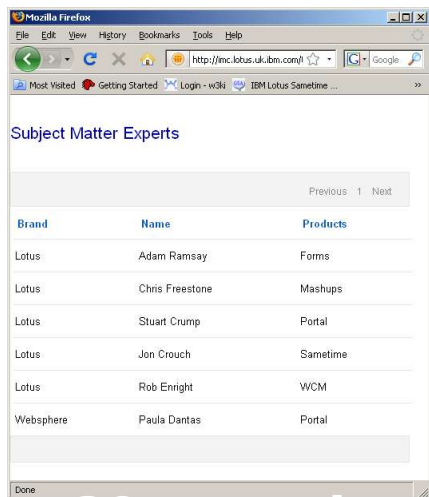 Mozilla Firefox
File Edit View History Bookmarks Tools Help
http://imc.lotus.uk.ibm.com/ G Google
Most Visited Getting Started Login - w3ki IBM Lotus Sametime ... »
Subject Matter Experts
Previous 1 Next
Brand Name Products
Lotus Adam Ramsay Forms
Lotus Chris Freestone Mashups
Lotus Stuart Crump Portal
Lotus Jon Crouch Sametime
Lotus Rob Enright WCM
Websphere Paula Dantas Portal
Done